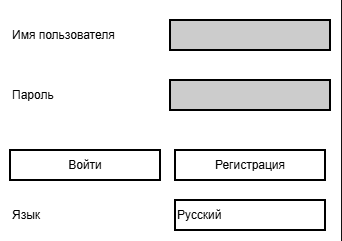 Имя пользователя
Пароль
Войти
Регистрация
Язык
Русский